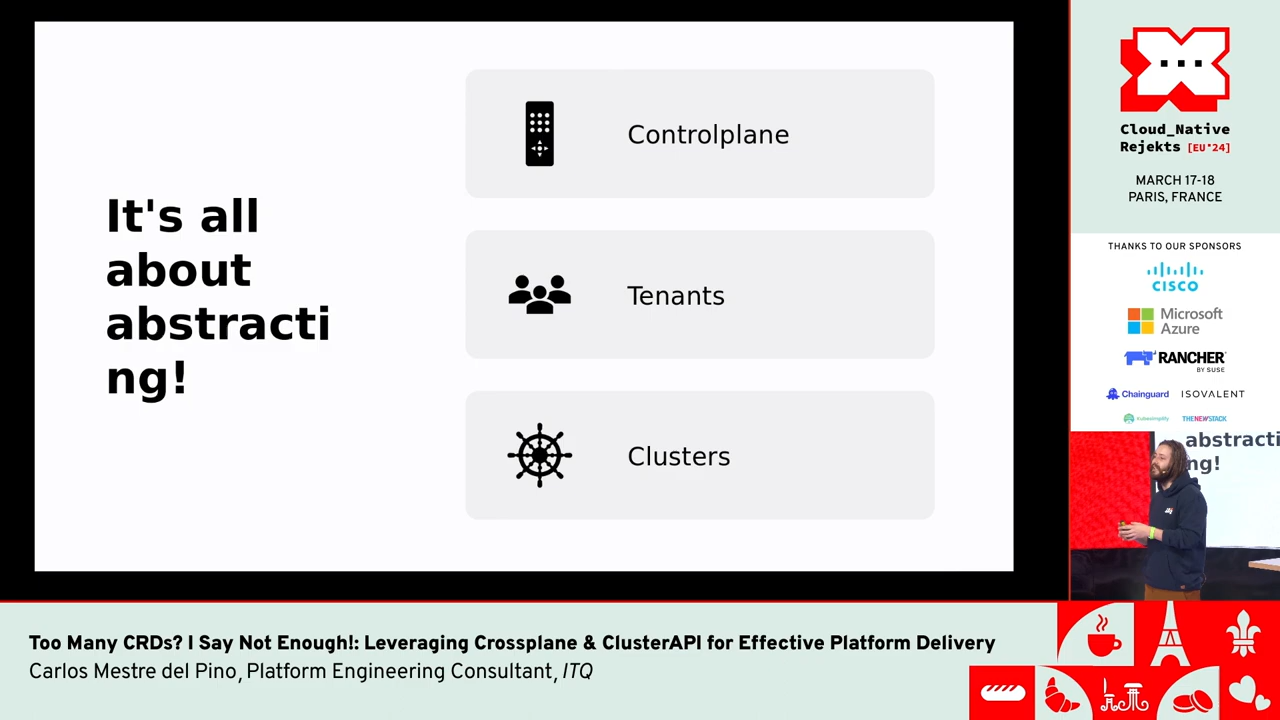 It's all
about
abstracti
ng!
Controlplane
Tenants
Clusters
Cloud_Native
Rejekts [EU'24]
MARCH 17-18
PARIS, FRANCE
THANKS TO OUR SPONSORS
CISCO
Microsoft
Azure
RANCHER
BY SUSE
Chainguard
ISOVALENT
Kubesimplify
THENEWSTACK
abstracti
ng!
Too Many CRDs? I Say Not Enough!: Leveraging Crossplane & ClusterAPI for Effective Platform Delivery
Carlos Mestre del Pino, Platform Engineering Consultant, ITQ